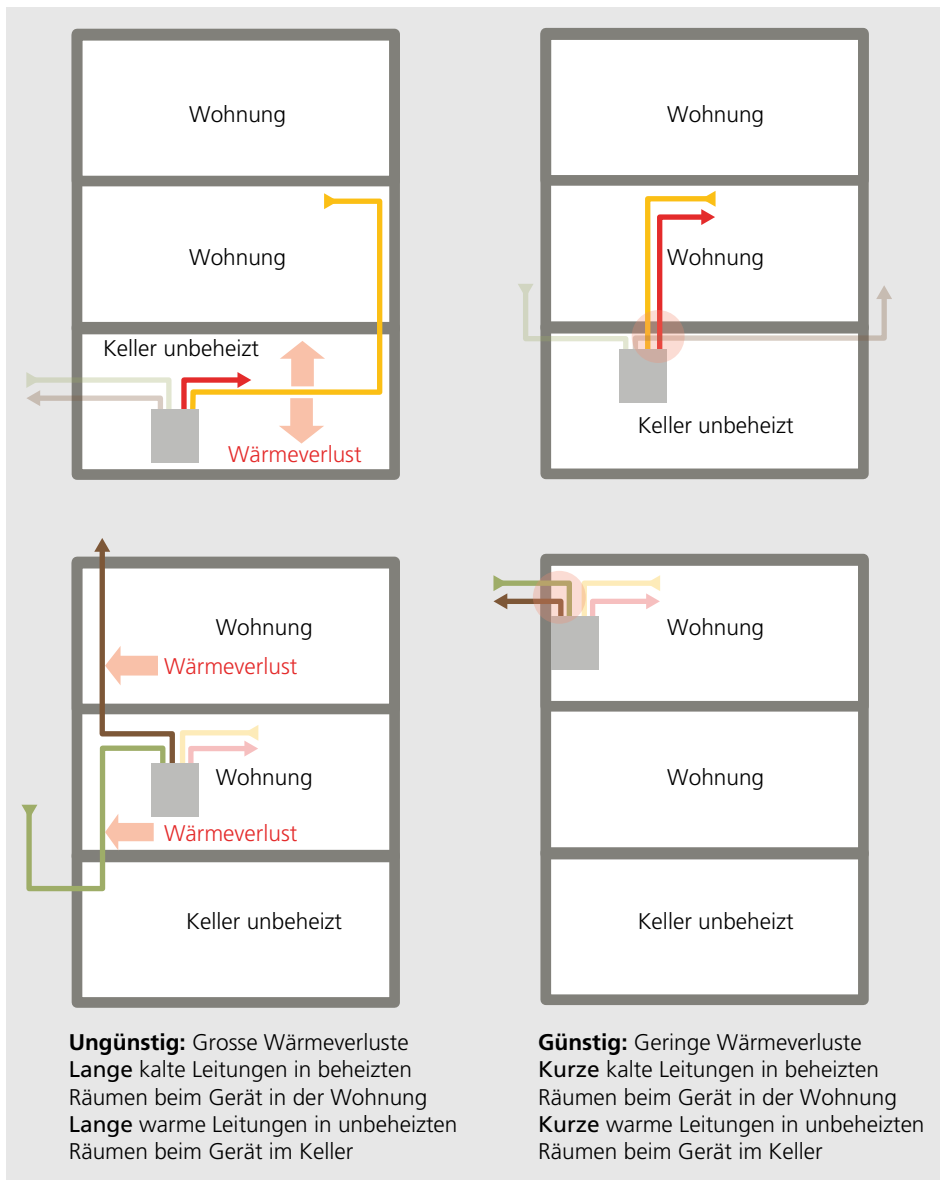 Wohnung
Wohnung
Keller unbeheizt
Wärmeverlust
Wohnung
Wohnung
Keller unbeheizt
Wohnung
Wärmeverlust
Wohnung
Wärmeverlust
Keller unbeheizt
Wohnung
Wohnung
Keller unbeheizt
Ungünstig: Grosse Wärmeverluste
Lange kalte Leitungen in beheizten
Räumen beim Gerät in der Wohnung
Lange warme Leitungen in unbeheizten
Räumen beim Gerät im Keller
Günstig: Geringe Wärmeverluste
Kurze kalte Leitungen in beheizten
Räumen beim Gerät in der Wohnung
Kurze warme Leitungen in unbeheizten
Räumen beim Gerät im Keller